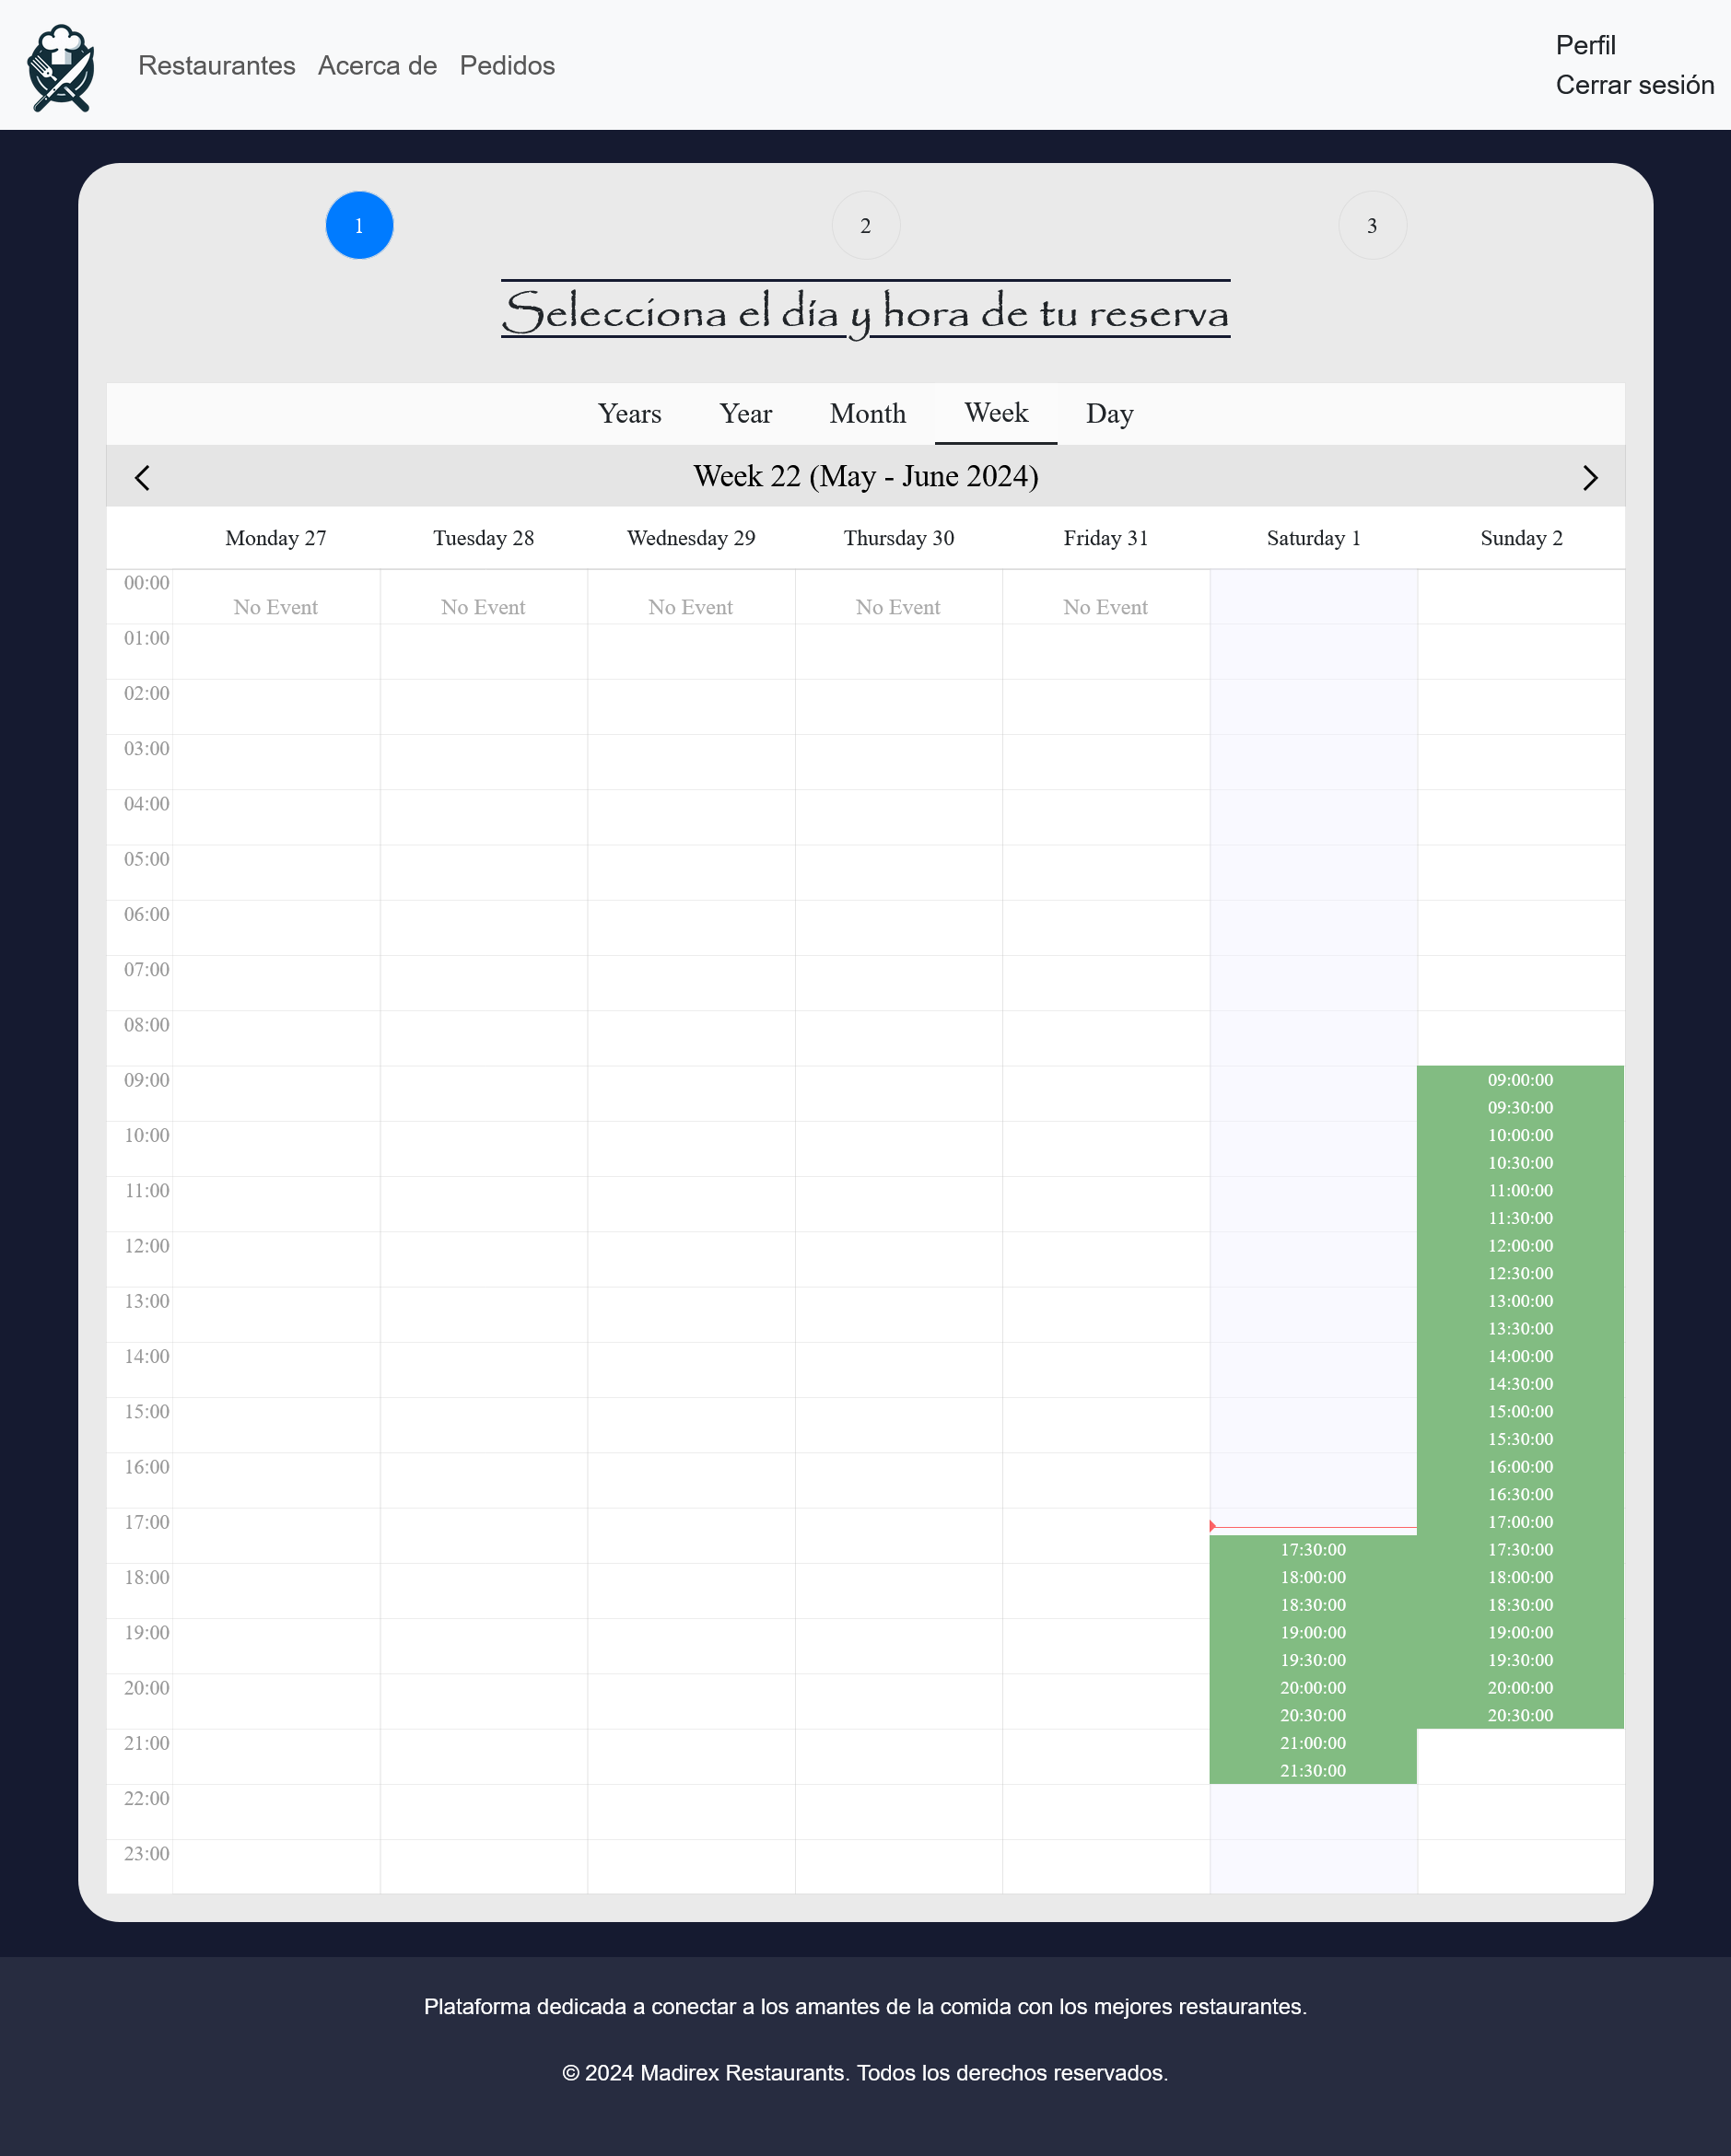 Restaurantes Acerca de Pedidos
Perfil
Cerrar sesión
1 2 3
Selecciona el día y hora de tu reserva
Years Year Month Week Day
Week 22 (May - June 2024)
Monday 27 Tuesday 28 Wednesday 29 Thursday 30 Friday 31 Saturday 1 Sunday 2
00:00
No Event No Event No Event No Event No Event
01:00
02:00
03:00
04:00
05:00
06:00
07:00
08:00
09:00 09:00:00
09:30:00
10:00 10:00:00
10:30:00
11:00 11:00:00
11:30:00
12:00 12:00:00
12:30:00
13:00 13:00:00
13:30:00
14:00 14:00:00
14:30:00
15:00 15:00:00
15:30:00
16:00 16:00:00
16:30:00
17:00 17:00:00
17:30:00 17:30:00
18:00 18:00:00 18:00:00
18:30:00 18:30:00
19:00 19:00:00 19:00:00
19:30:00 19:30:00
20:00 20:00:00 20:00:00
20:30:00 20:30:00
21:00 21:00:00
21:30:00
22:00
23:00
Plataforma dedicada a conectar a los amantes de la comida con los mejores restaurantes.
© 2024 Madirex Restaurants. Todos los derechos reservados.